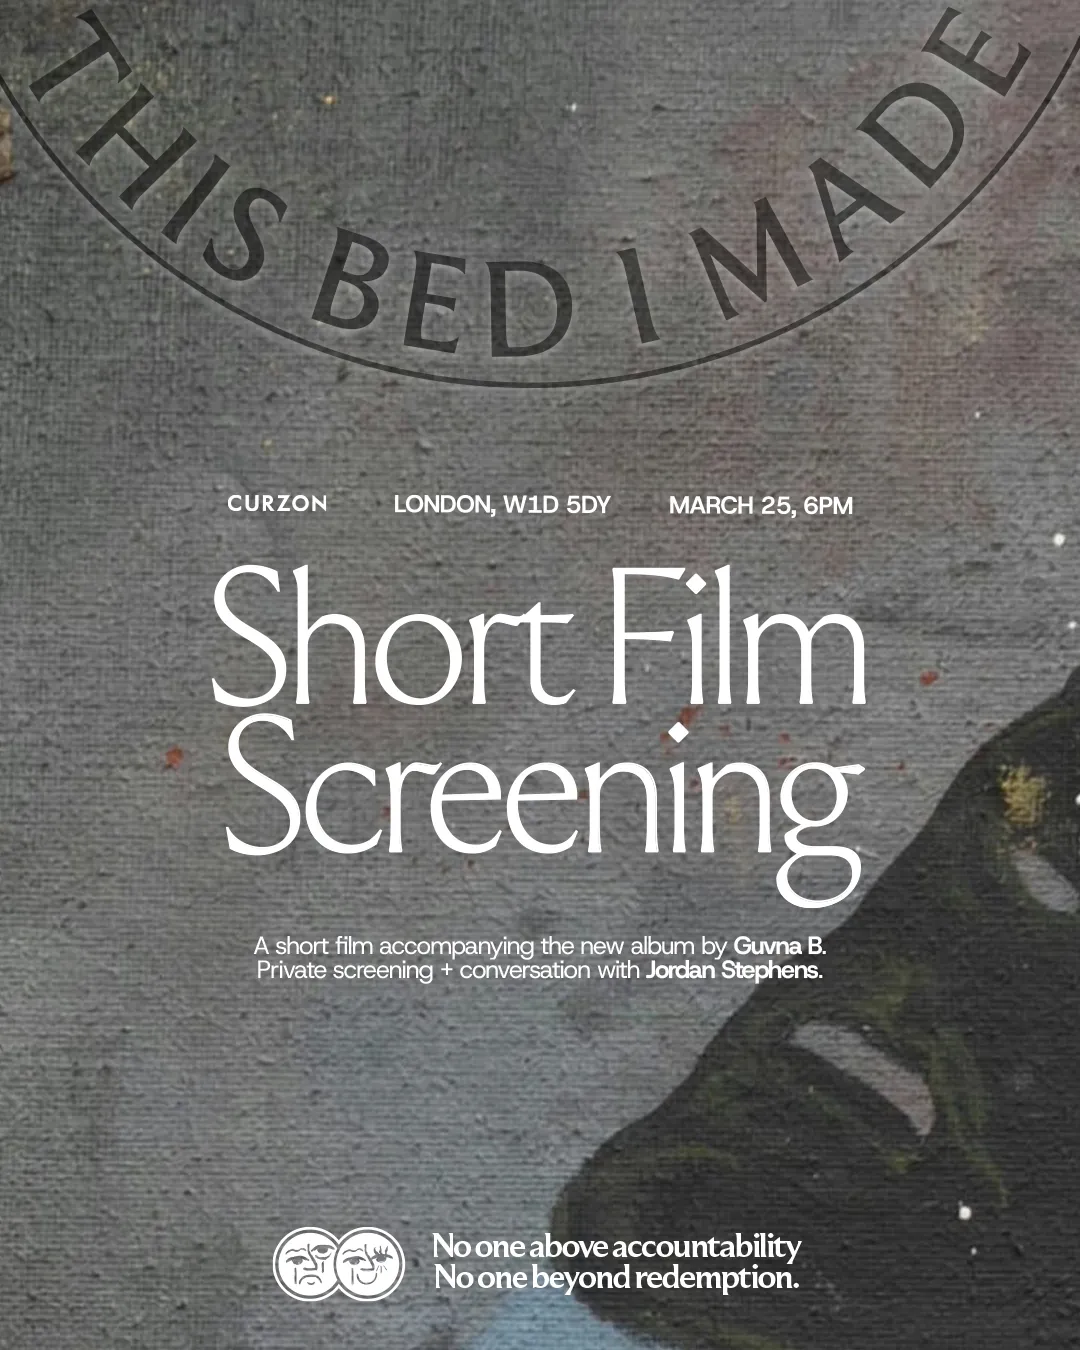 THIS BED I MADE
CURZON LONDON, W1D 5DY MARCH 25, 6PM
Short Film
Screening
A short film accompanying the new album by Guvna B.
Private screening + conversation with Jordan Stephens.
No one above accountability
No one beyond redemption.